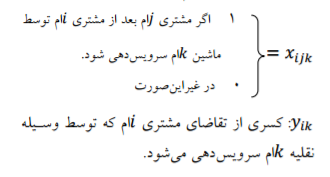 x_{ijk} = { ۱ اگر مشتری jام بعد از مشتری iام توسط
ماشین kام سرویس‌دهی شود.
۰ در غیراین‌صورت
y_{ik}: کسری از تقاضای مشتری iام که توسط وسیله
نقلیه kام سرویس‌دهی می‌شود.